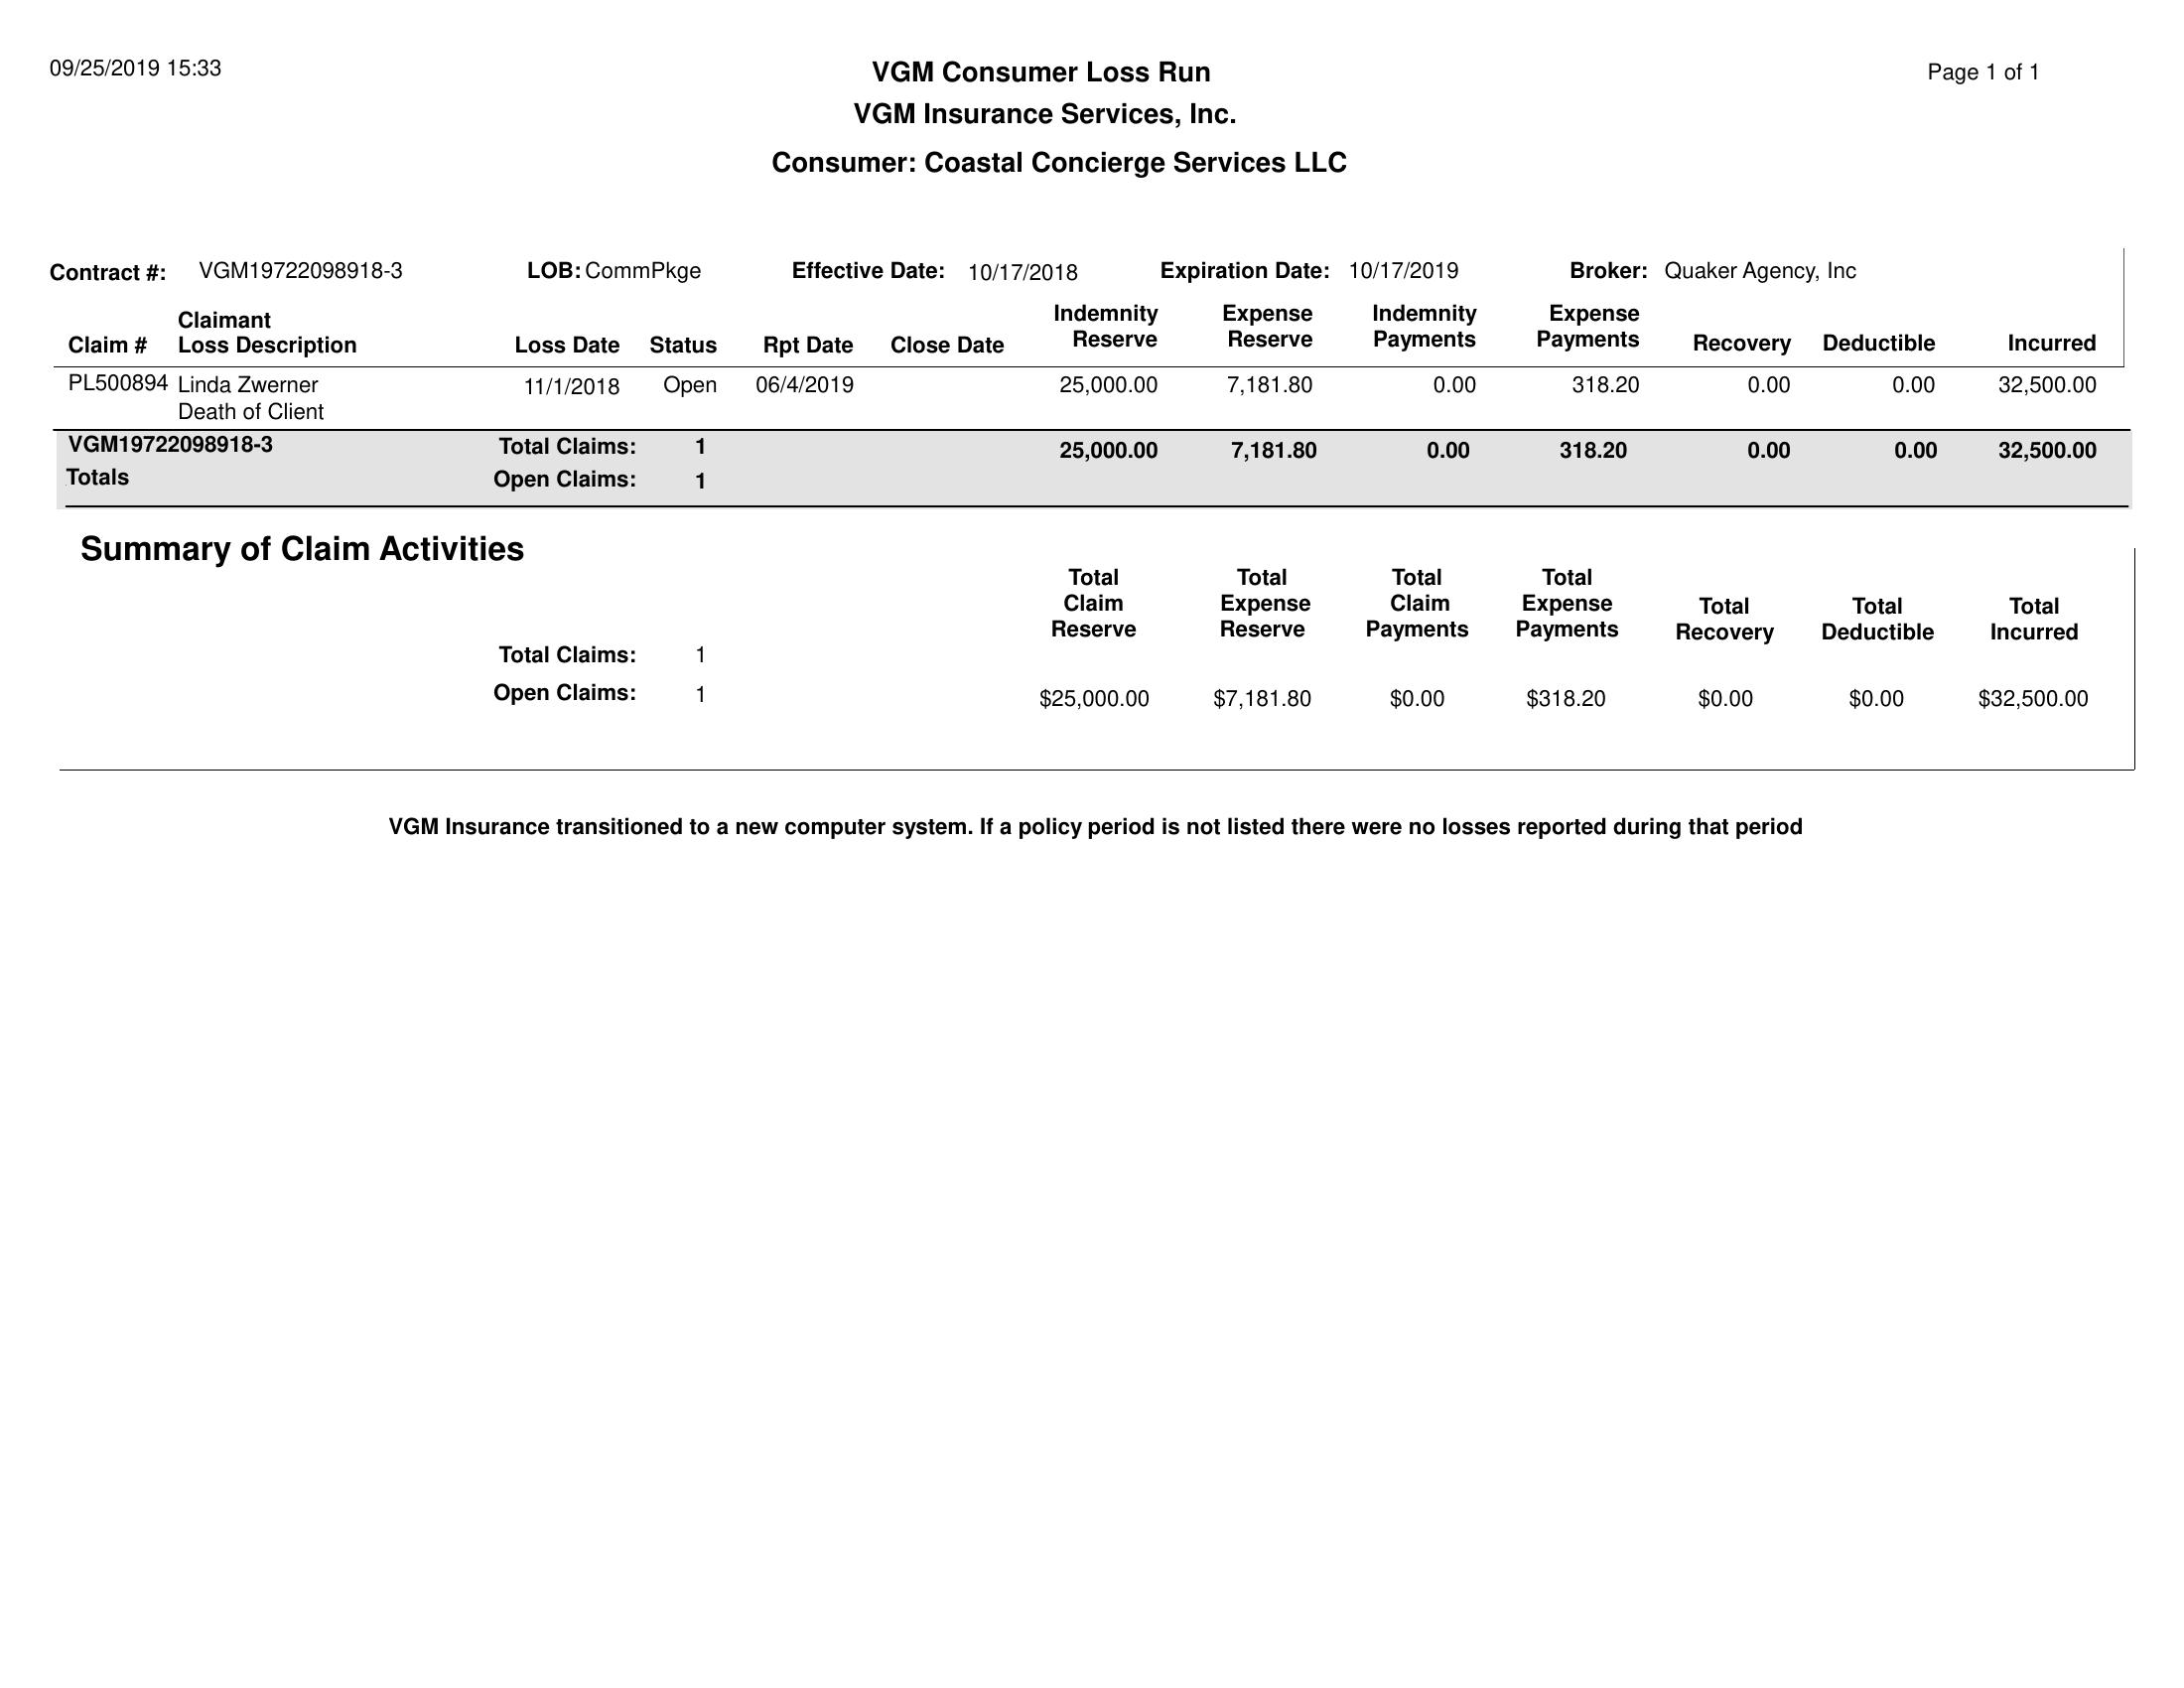 09/25/2019 15:33
VGM Consumer Loss Run
Page 1 of 1
VGM Insurance Services, Inc.
Consumer: Coastal Concierge Services LLC
Contract #: VGM19722098918-3 LOB: CommPkge Effective Date: 10/17/2018 Expiration Date: 10/17/2019 Broker: Quaker Agency, Inc
Claimant Indemnity Expense Indemnity Expense
Claim # Loss Description Loss Date Status Rpt Date Close Date Reserve Reserve Payments Payments Recovery Deductible Incurred
PL500894 Linda Zwerner 11/1/2018 Open 06/4/2019 25,000.00 7,181.80 0.00 318.20 0.00 0.00 32,500.00
Death of Client
VGM19722098918-3 Total Claims: 1 25,000.00 7,181.80 0.00 318.20 0.00 0.00 32,500.00
Totals Open Claims: 1
Summary of Claim Activities
Total Total Total Total
Claim Expense Claim Expense Total Total Total
Reserve Reserve Payments Payments Recovery Deductible Incurred
Total Claims: 1
Open Claims: 1 $25,000.00 $7,181.80 $0.00 $318.20 $0.00 $0.00 $32,500.00
VGM Insurance transitioned to a new computer system. If a policy period is not listed there were no losses reported during that period